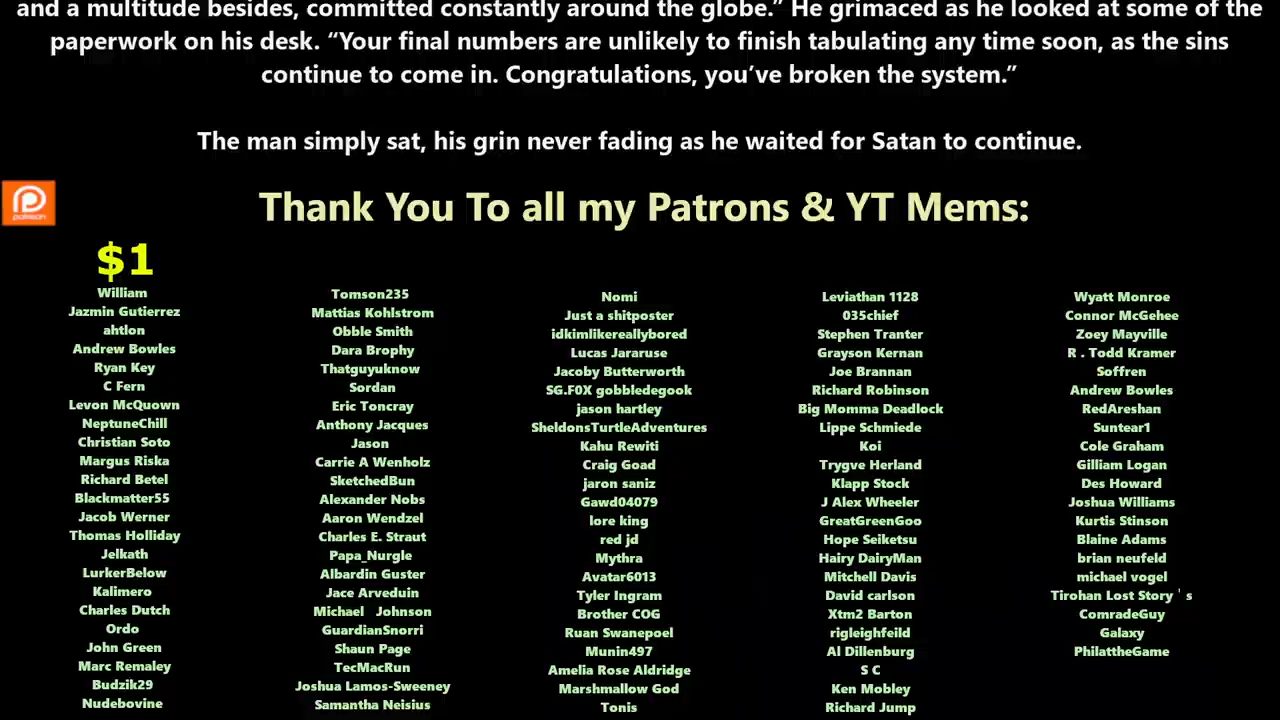 and a multitude besides, committed constantly around the globe.” He grimaced as he looked at some of the
paperwork on his desk. “Your final numbers are unlikely to finish tabulating any time soon, as the sins
continue to come in. Congratulations, you’ve broken the system.”
The man simply sat, his grin never fading as he waited for Satan to continue.
patreon
Thank You To all my Patrons & YT Mems:
$1
William
Jazmin Gutierrez
ahtlon
Andrew Bowles
Ryan Key
C Fern
Levon McQuown
NeptuneChill
Christian Soto
Margus Riska
Richard Betel
Blackmatter55
Jacob Werner
Thomas Holliday
Jelkath
LurkerBelow
Kalimero
Charles Dutch
Ordo
John Green
Marc Remaley
Budzik29
Nudebovine
Tomson235
Mattias Kohlstrom
Obble Smith
Dara Brophy
Thatguyuknow
Sordan
Eric Toncray
Anthony Jacques
Jason
Carrie A Wenholz
SketchedBun
Alexander Nobs
Aaron Wendzel
Charles E. Straut
Papa_Nurgle
Albardin Guster
Jace Arveduin
Michael Johnson
GuardianSnorri
Shaun Page
TecMacRun
Joshua Lamos-Sweeney
Samantha Neisius
Nomi
Just a shitposter
idkimlikereallybored
Lucas Jararuse
Jacoby Butterworth
SG.F0X gobbledegook
jason hartley
SheldonsTurtleAdventures
Kahu Rewiti
Craig Goad
jaron saniz
Gawd04079
lore king
red jd
Mythra
Avatar6013
Tyler Ingram
Brother COG
Ruan Swanepoel
Munin497
Amelia Rose Aldridge
Marshmallow God
Tonis
Leviathan 1128
035chief
Stephen Tranter
Grayson Kernan
Joe Brannan
Richard Robinson
Big Momma Deadlock
Lippe Schmiede
Koi
Trygve Herland
Klapp Stock
J Alex Wheeler
GreatGreenGoo
Hope Seiketsu
Hairy DairyMan
Mitchell Davis
David carlson
Xtm2 Barton
rigleighfeild
Al Dillenburg
S C
Ken Mobley
Richard Jump
Wyatt Monroe
Connor McGehee
Zoey Mayville
R . Todd Kramer
Soffren
Andrew Bowles
RedAreshan
Suntear1
Cole Graham
Gilliam Logan
Des Howard
Joshua Williams
Kurtis Stinson
Blaine Adams
brian neufeld
michael vogel
Tirohan Lost Story ' s
ComradeGuy
Galaxy
PhilattheGame